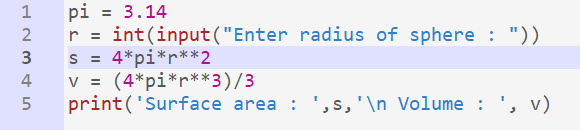 1 pi = 3.14
2 r = int(input("Enter radius of sphere : "))
3 s = 4*pi*r**2
4 v = (4*pi*r**3)/3
5 print('Surface area : ',s,'\n Volume : ', v)